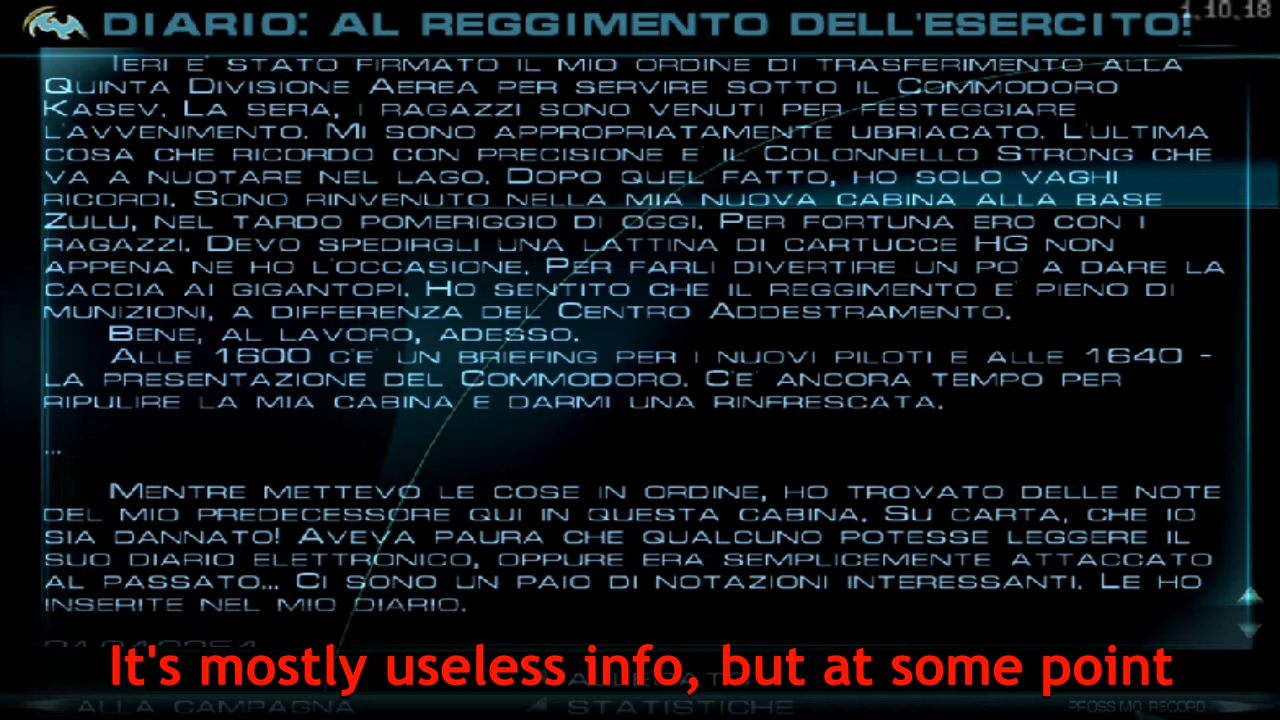 DIARIO: AL REGGIMENTO DELL'ESERCITO!
1.10.18
IERI E' STATO FIRMATO IL MIO ORDINE DI TRASFERIMENTO ALLA
QUINTA DIVISIONE AEREA PER SERVIRE SOTTO IL COMMODORO
KASEV. LA SERA, I RAGAZZI SONO VENUTI PER FESTEGGIARE
L'AVVENIMENTO. MI SONO APPROPRIATAMENTE UBRIACATO. L'ULTIMA
COSA CHE RICORDO CON PRECISIONE E' IL COLONNELLO STRONG CHE
VA A NUOTARE NEL LAGO. DOPO QUEL FATTO, HO SOLO VAGHI
RICORDI. SONO RINVENUTO NELLA MIA NUOVA CABINA ALLA BASE
ZULU, NEL TARDO POMERIGGIO DI OGGI. PER FORTUNA ERO CON I
RAGAZZI. DEVO SPEDIRGLI UNA LATTINA DI CARTUCCE HG NON
APPENA NE HO L'OCCASIONE. PER FARLI DIVERTIRE UN PO' A DARE LA
CACCIA AI GIGANTOPI. HO SENTITO CHE IL REGGIMENTO E' PIENO DI
MUNIZIONI, A DIFFERENZA DEL CENTRO ADDESTRAMENTO.
BENE, AL LAVORO, ADESSO.
ALLE 1600 C'E' UN BRIEFING PER I NUOVI PILOTI E ALLE 1640 -
LA PRESENTAZIONE DEL COMMODORO. C'E' ANCORA TEMPO PER
RIPULIRE LA MIA CABINA E DARMI UNA RINFRESCATA.
...
MENTRE METTEVO LE COSE IN ORDINE, HO TROVATO DELLE NOTE
DEL MIO PREDECESSORE QUI IN QUESTA CABINA. SU CARTA, CHE IO
SIA DANNATO! AVEVA PAURA CHE QUALCUNO POTESSE LEGGERE IL
SUO DIARIO ELETTRONICO, OPPURE ERA SEMPLICEMENTE ATTACCATO
AL PASSATO... CI SONO UN PAIO DI NOTAZIONI INTERESSANTI. LE HO
INSERITE NEL MIO DIARIO.
It's mostly useless info, but at some point
ALLA CAMPAGNA
STATISTICHE
PROSSIMO RECORD